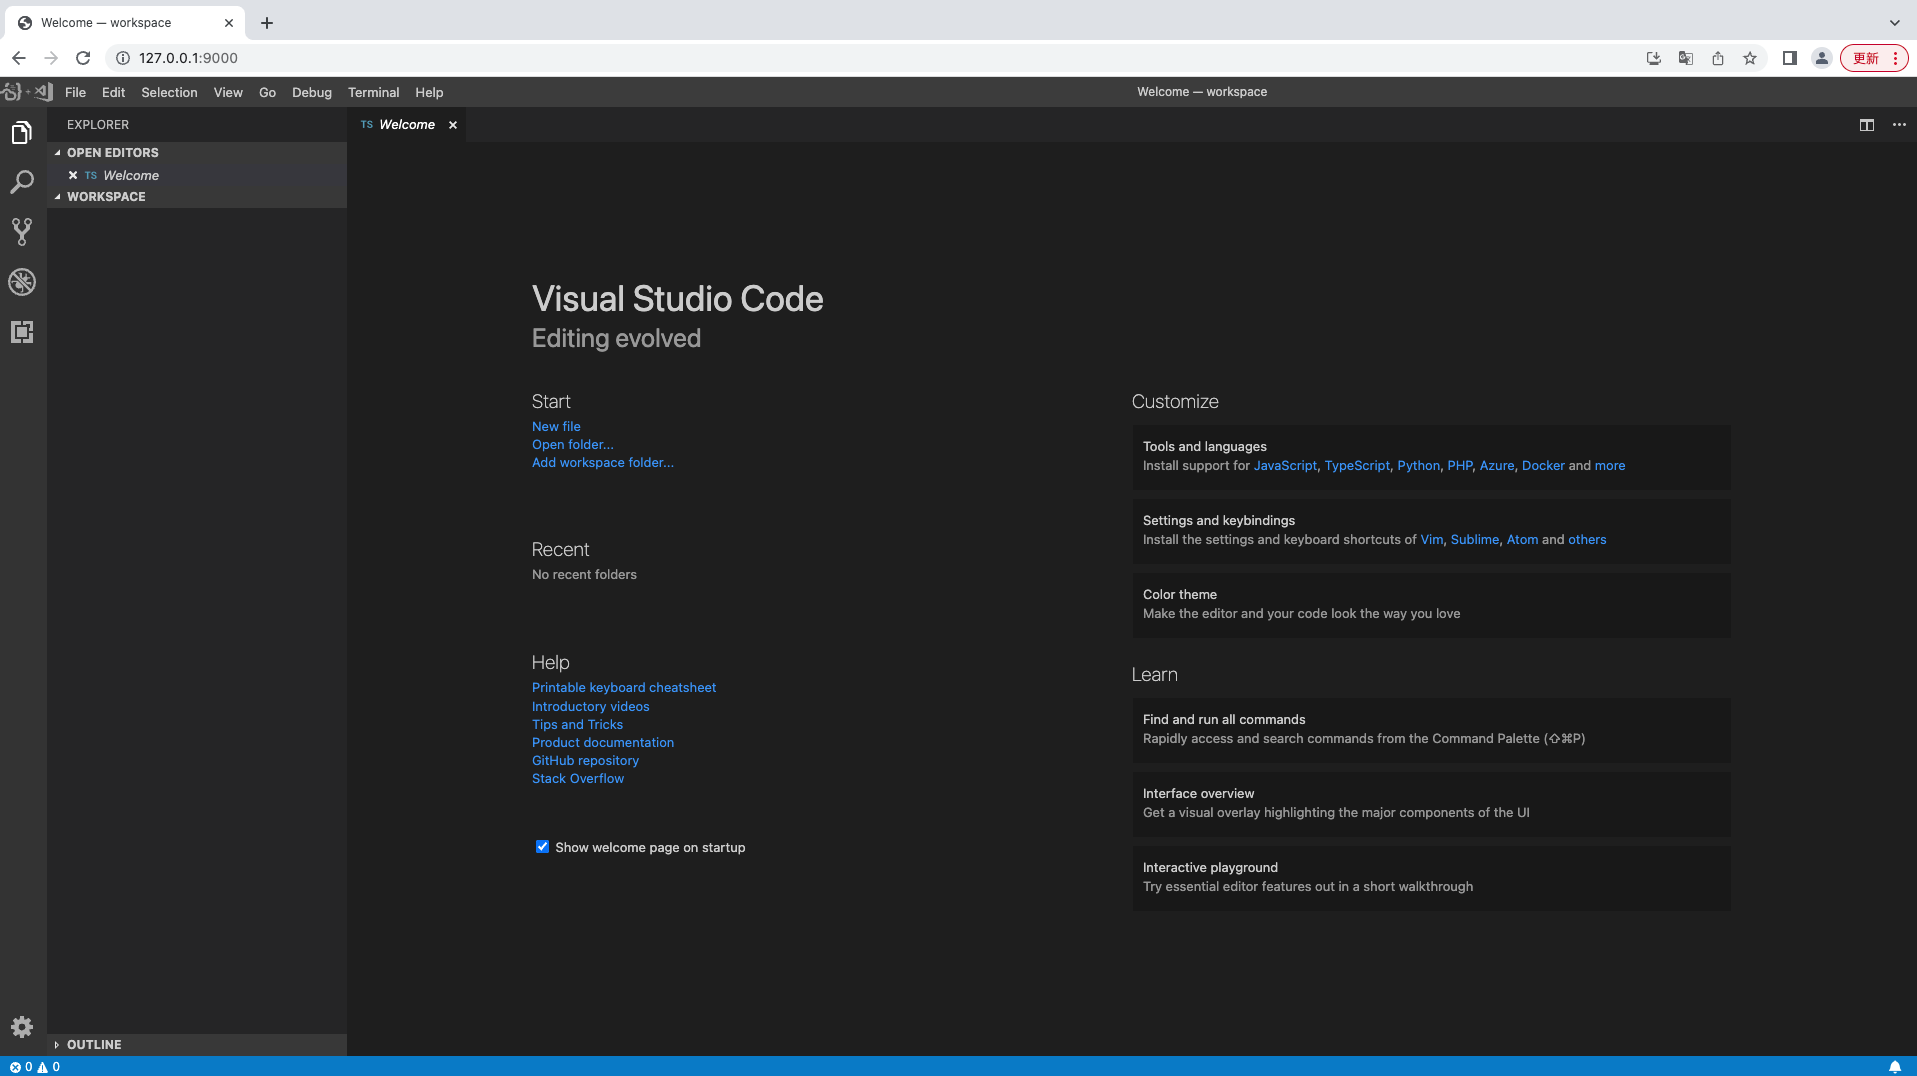 Welcome — workspace
127.0.0.1:9000
更新
File Edit Selection View Go Debug Terminal Help
Welcome — workspace
EXPLORER
OPEN EDITORS
TS Welcome
WORKSPACE
OUTLINE
TS Welcome
Visual Studio Code
Editing evolved
Start
New file
Open folder...
Add workspace folder...
Recent
No recent folders
Help
Printable keyboard cheatsheet
Introductory videos
Tips and Tricks
Product documentation
GitHub repository
Stack Overflow
Show welcome page on startup
Customize
Tools and languages
Install support for JavaScript, TypeScript, Python, PHP, Azure, Docker and more
Settings and keybindings
Install the settings and keyboard shortcuts of Vim, Sublime, Atom and others
Color theme
Make the editor and your code look the way you love
Learn
Find and run all commands
Rapidly access and search commands from the Command Palette (⇧⌘P)
Interface overview
Get a visual overlay highlighting the major components of the UI
Interactive playground
Try essential editor features out in a short walkthrough
0 0